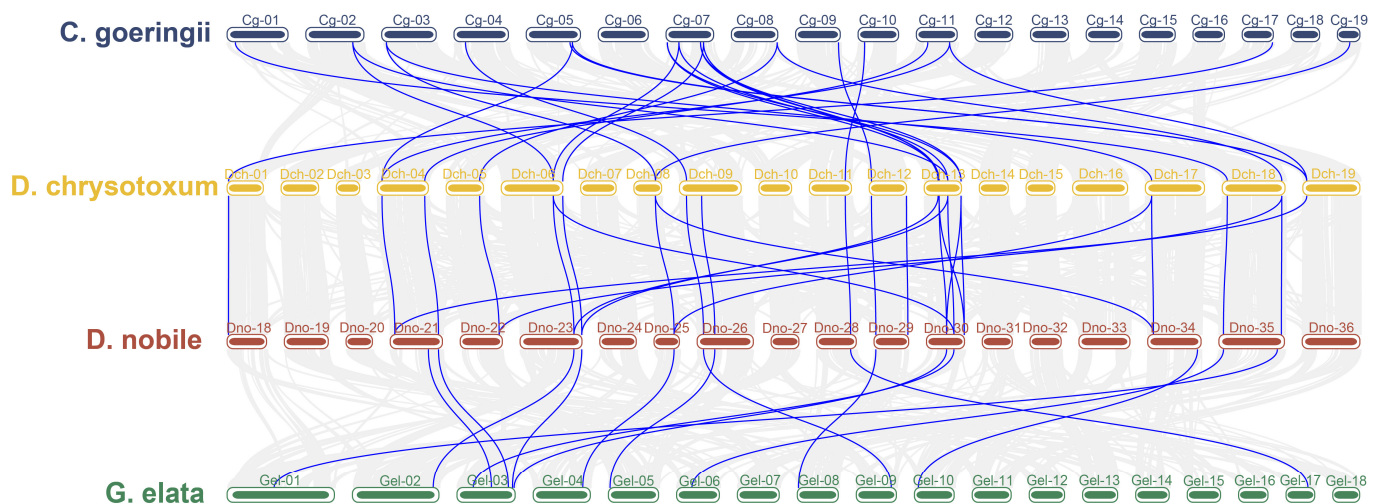 C. goeringii Cg-01 Cg-02 Cg-03 Cg-04 Cg-05 Cg-06 Cg-07 Cg-08 Cg-09 Cg-10 Cg-11 Cg-12 Cg-13 Cg-14 Cg-15 Cg-16 Cg-17 Cg-18 Cg-19
D. chrysotoxum Dch-01 Dch-02 Dch-03 Dch-04 Dch-05 Dch-06 Dch-07 Dch-08 Dch-09 Dch-10 Dch-11 Dch-12 Dch-13 Dch-14 Dch-15 Dch-16 Dch-17 Dch-18 Dch-19
D. nobile Dno-18 Dno-19 Dno-20 Dno-21 Dno-22 Dno-23 Dno-24 Dno-25 Dno-26 Dno-27 Dno-28 Dno-29 Dno-30 Dno-31 Dno-32 Dno-33 Dno-34 Dno-35 Dno-36
G. elata Gel-01 Gel-02 Gel-03 Gel-04 Gel-05 Gel-06 Gel-07 Gel-08 Gel-09 Gel-10 Gel-11 Gel-12 Gel-13 Gel-14 Gel-15 Gel-16 Gel-17 Gel-18